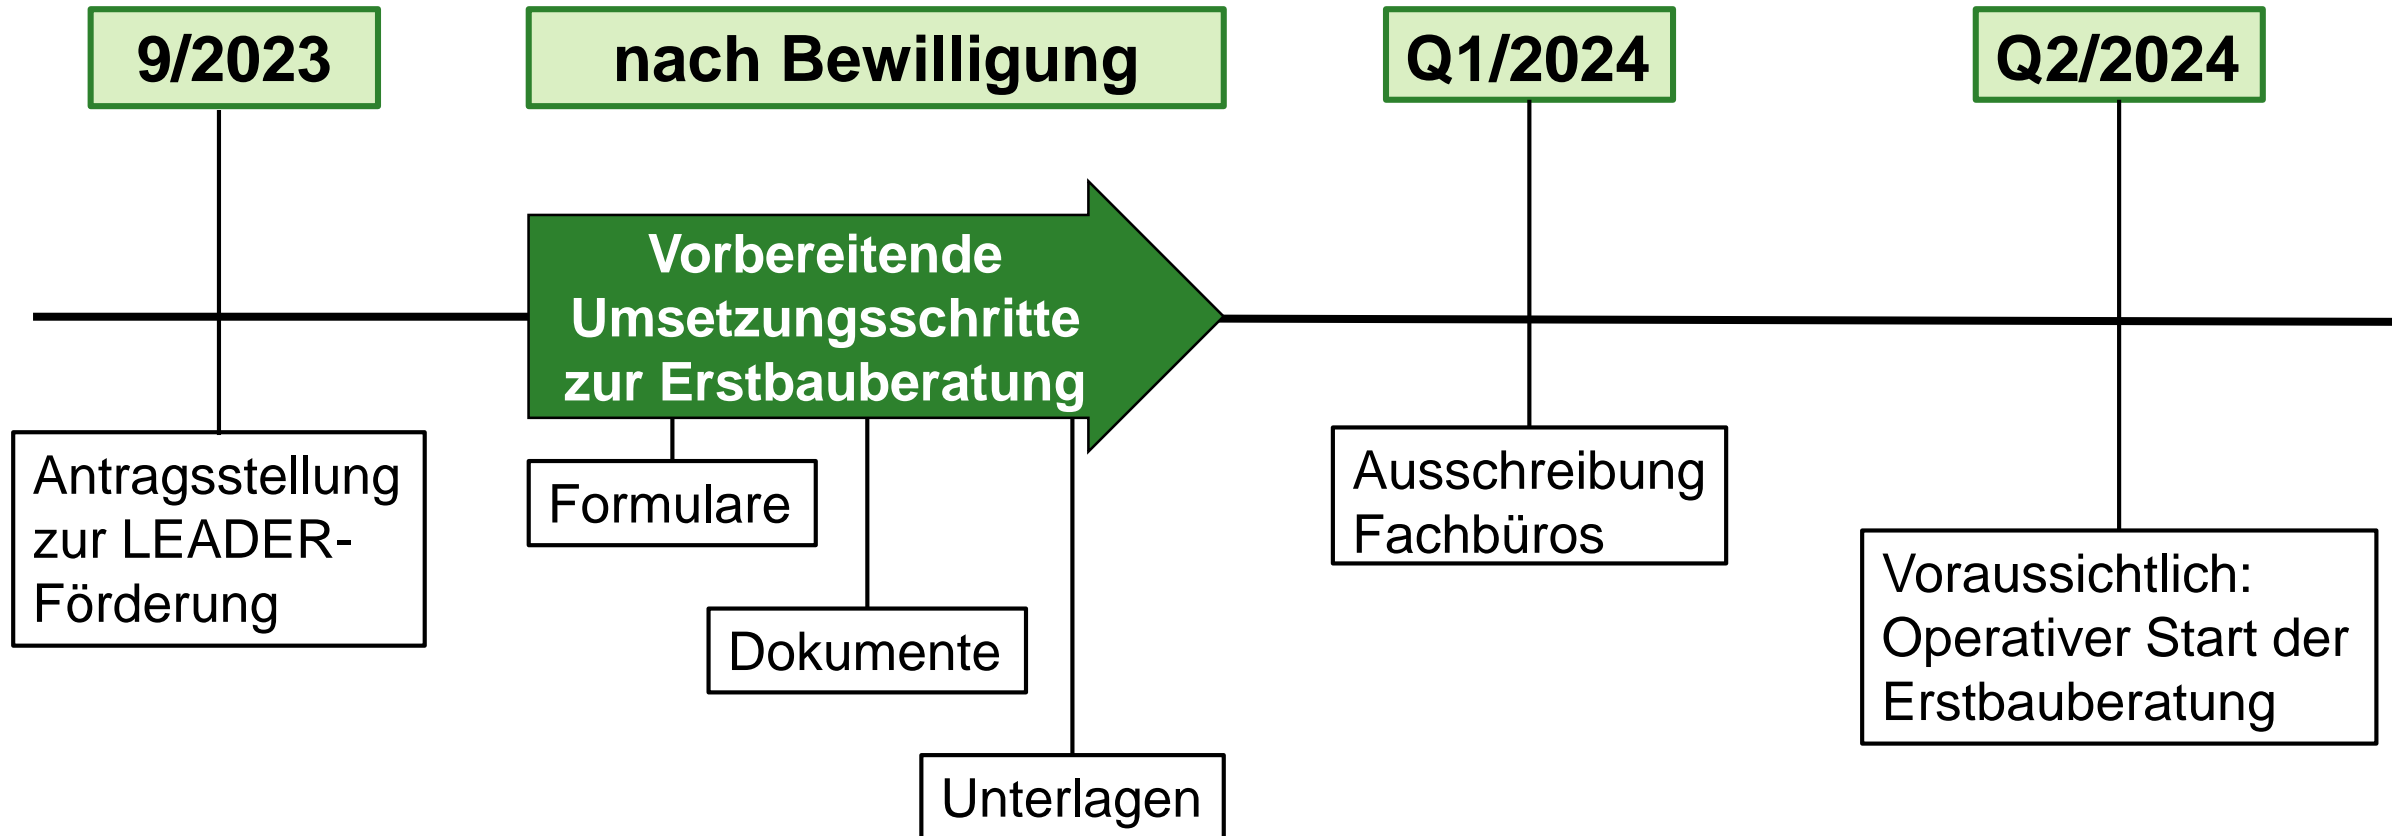 9/2023
nach Bewilligung
Q1/2024
Q2/2024
Vorbereitende
Umsetzungsschritte
zur Erstbauberatung
Antragsstellung
zur LEADER-
Förderung
Formulare
Dokumente
Unterlagen
Ausschreibung
Fachbüros
Voraussichtlich:
Operativer Start der
Erstbauberatung